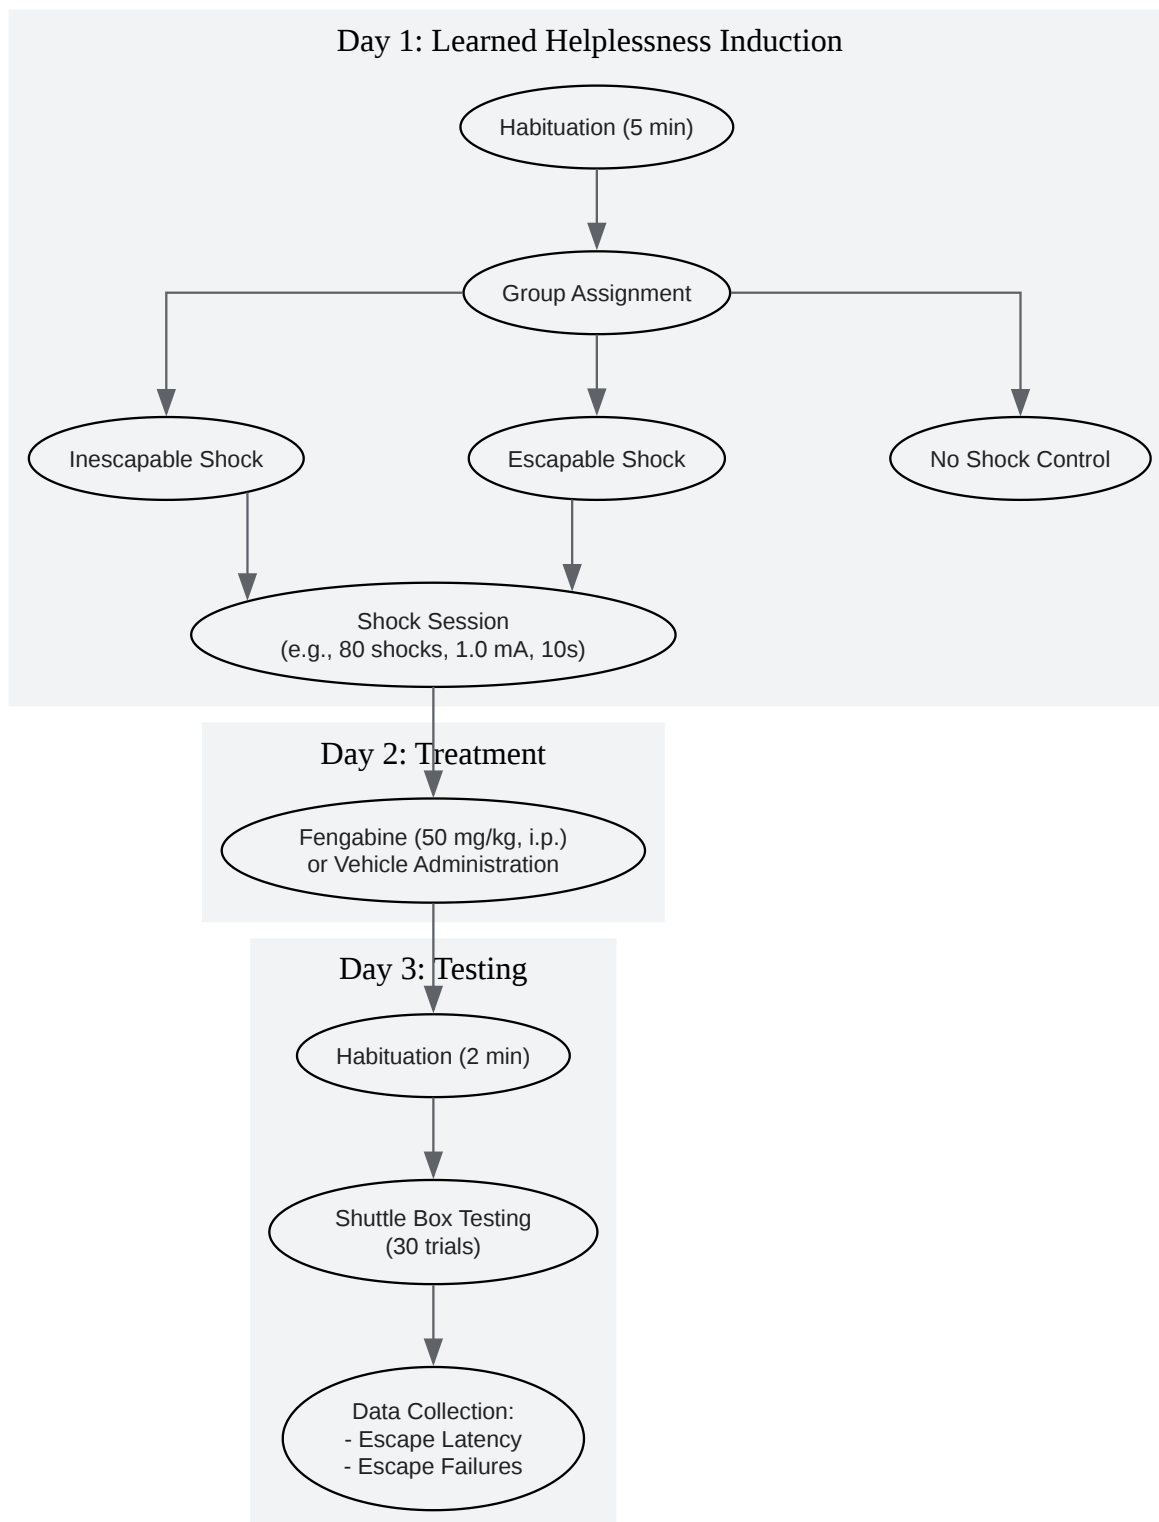 Day 1: Learned Helplessness Induction
Habituation (5 min)
Group Assignment
Inescapable Shock
Escapable Shock
No Shock Control
Shock Session
(e.g., 80 shocks, 1.0 mA, 10s)
Day 2: Treatment
Fengabine (50 mg/kg, i.p.)
or Vehicle Administration
Day 3: Testing
Habituation (2 min)
Shuttle Box Testing
(30 trials)
Data Collection:
- Escape Latency
- Escape Failures